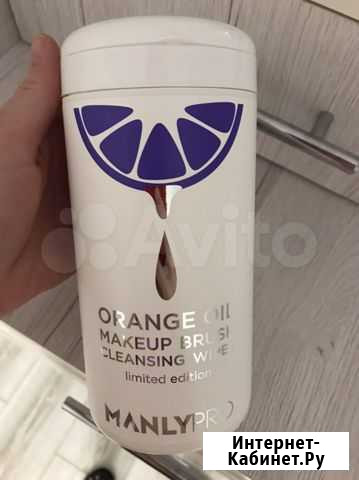 Avito
ORANGE OIL
MAKEUP BRUSH
CLEANSING WIPE
limited edition
MANLYPRO
Интернет-
Кабинет.Ру